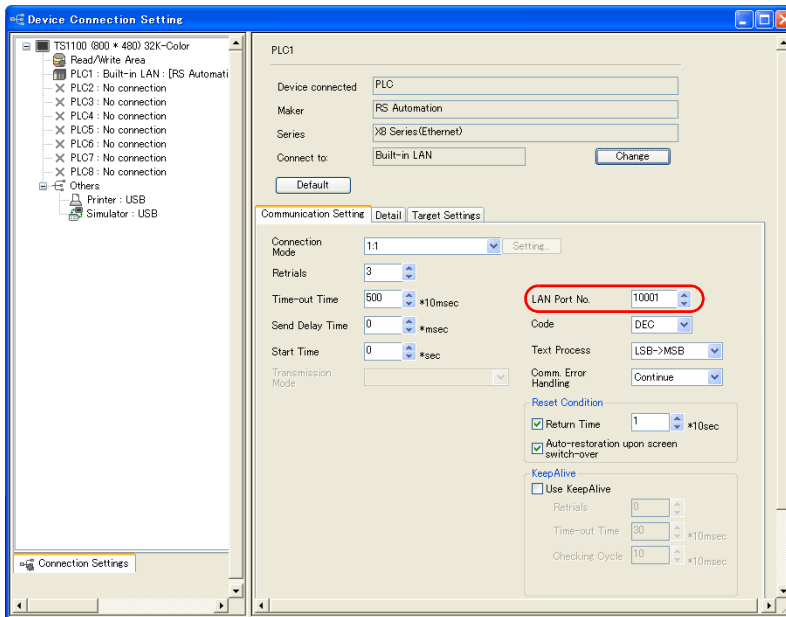 Device Connection Setting
TS1100 (800 * 480) 32K-Color
Read/Write Area
PLC1 : Built-in LAN : [RS Automati
PLC2 : No connection
PLC3 : No connection
PLC4 : No connection
PLC5 : No connection
PLC6 : No connection
PLC7 : No connection
PLC8 : No connection
Others
Printer : USB
Simulator : USB
Connection Settings
PLC1
Device connected PLC
Maker RS Automation
Series X8 Series(Ethernet)
Connect to: Built-in LAN Change
Default
Communication Setting Detail Target Settings
Connection Mode 1:1 Setting...
Retrials 3
Time-out Time 500 *10msec
Send Delay Time 0 *msec
Start Time 0 *sec
Transmission Mode
LAN Port No. 10001
Code DEC
Text Process LSB->MSB
Comm. Error Handling Continue
Reset Condition
Return Time 1 *10sec
Auto-restoration upon screen
switch-over
KeepAlive
Use KeepAlive
Retrials 0
Time-out Time 30 *10msec
Checking Cycle 10 *10msec